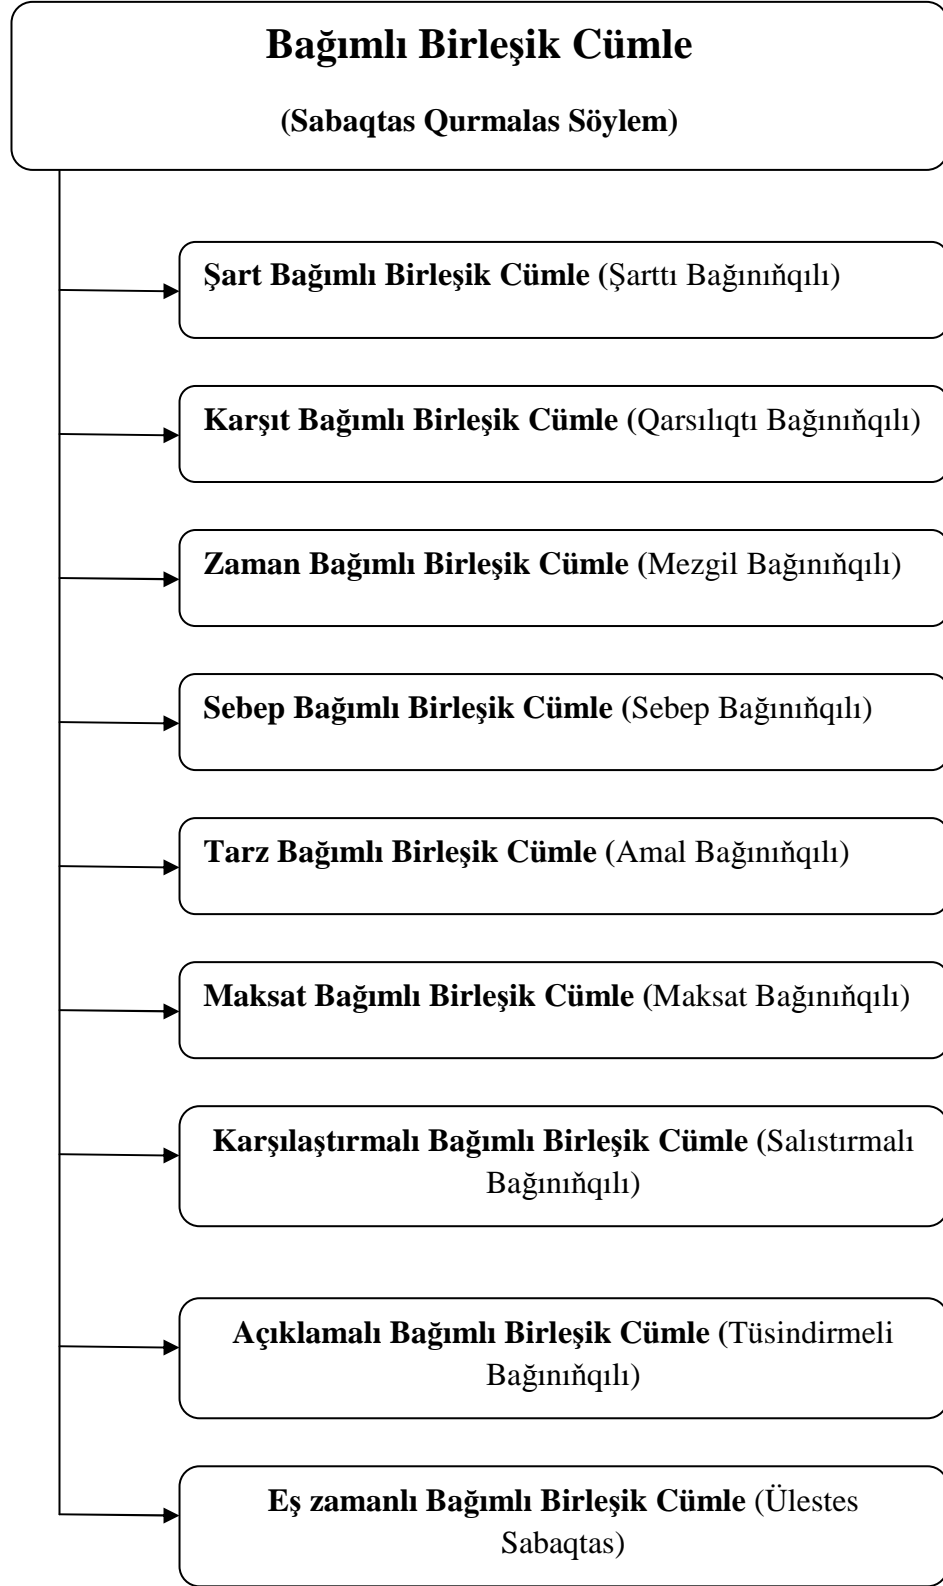 Bağımlı Birleşik Cümle
(Sabaqtas Qurmalas Söylem)
Şart Bağımlı Birleşik Cümle (Şarttı Bağınıňqılı)
Karşıt Bağımlı Birleşik Cümle (Qarsılıqtı Bağınıňqılı)
Zaman Bağımlı Birleşik Cümle (Mezgil Bağınıňqılı)
Sebep Bağımlı Birleşik Cümle (Sebep Bağınıňqılı)
Tarz Bağımlı Birleşik Cümle (Amal Bağınıňqılı)
Maksat Bağımlı Birleşik Cümle (Maksat Bağınıňqılı)
Karşılaştırmalı Bağımlı Birleşik Cümle (Salıstırmalı
Bağınıňqılı)
Açıklamalı Bağımlı Birleşik Cümle (Tüsindirmeli
Bağınıňqılı)
Eş zamanlı Bağımlı Birleşik Cümle (Ülestes
Sabaqtas)